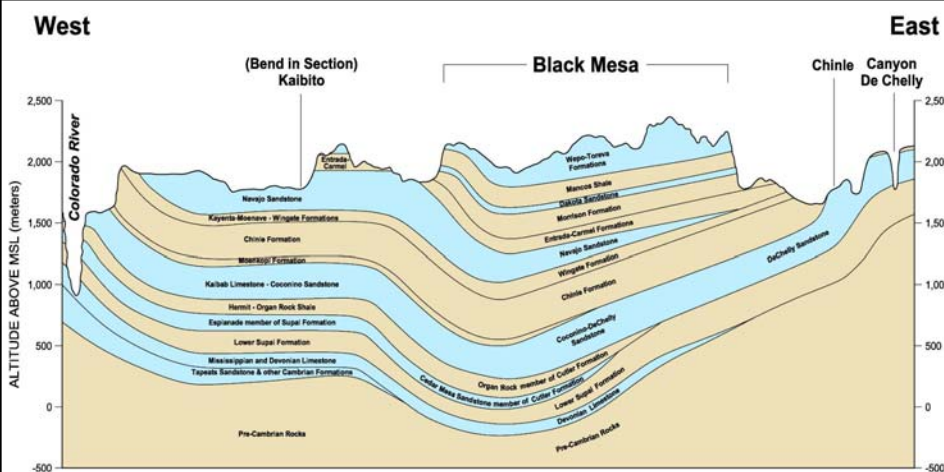 West
East
(Bend in Section)
Kaibito
Black Mesa
Chinle
Canyon
De Chelly
Colorado River
ALTITUDE ABOVE MSL (meters)
2,500
2,000
1,500
1,000
500
0
-500
2,50
2,00
1,50
1,00
500
0
-500
Entrada-
Carmel
Navajo Sandstone
Kayenta-Moenave - Wingate Formations
Chinle Formation
Moenkopi Formation
Kaibab Limestone - Coconino Sandstone
Hermit - Organ Rock Shale
Esplanade member of Supai Formation
Lower Supai Formation
Mississippian and Devonian Limestone
Tapeats Sandstone & other Cambrian Formations
Pre-Cambrian Rocks
Wepo-Toreva
Formations
Mancos Shale
Dakota Sandstone
Morrison Formation
Entrada-Carmel Formations
Navajo Sandstone
Wingate Formation
Chinle Formation
DeChelly Sandstone
Coconino-DeChelly
Sandstone
Organ Rock member of Cutler Formation
Cedar Mesa Sandstone member of Cutler Formation
Lower Supai Formation
Devonian Limestone
Pre-Cambrian Rocks